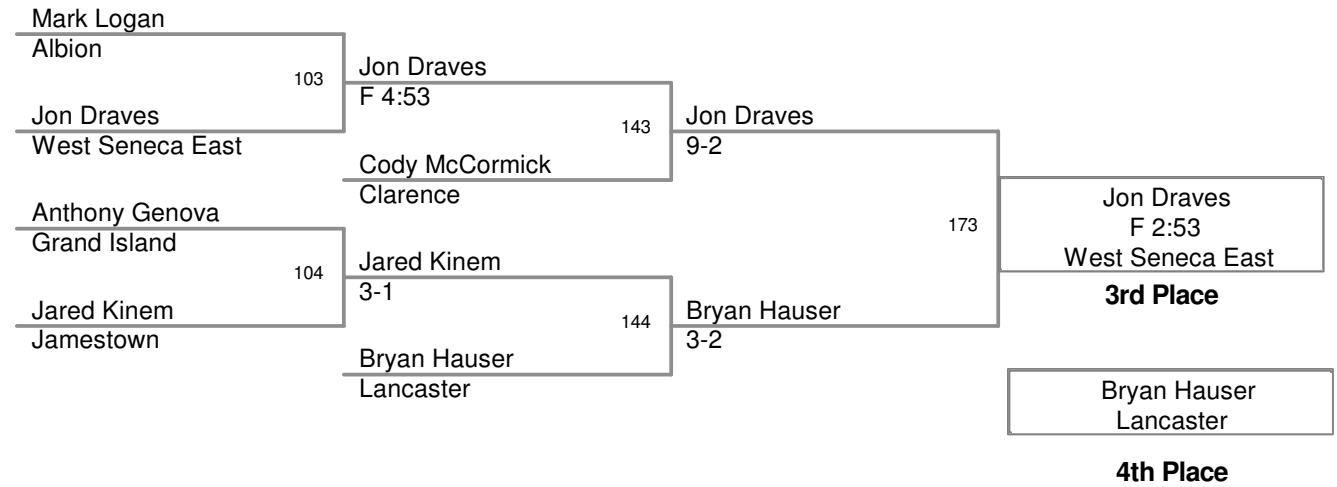 Mark Logan
Albion
103
Jon Draves
F 4:53
Jon Draves
West Seneca East
143
Jon Draves
9-2
Cody McCormick
Clarence
Anthony Genova
Grand Island
104
Jared Kinem
3-1
Jared Kinem
Jamestown
144
Bryan Hauser
3-2
Bryan Hauser
Lancaster
173
Jon Draves
F 2:53
West Seneca East
3rd Place
Bryan Hauser
Lancaster
4th Place